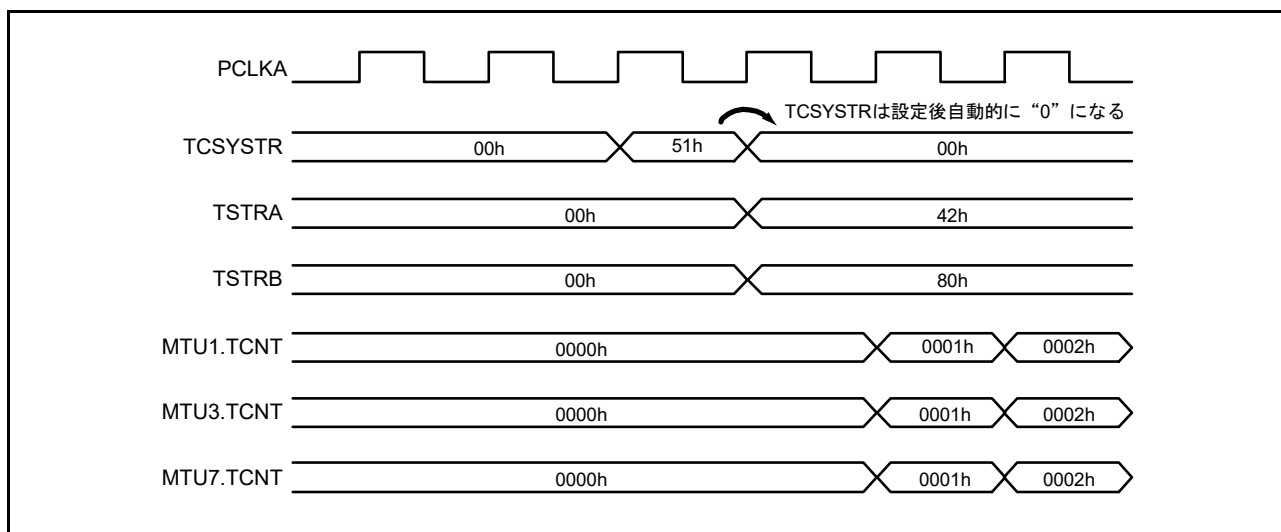 PCLKA
TCSYSTRは設定後自動的に“0”になる
TCSYSTR 00h 51h 00h
TSTRA 00h 42h
TSTRB 00h 80h
MTU1.TCNT 0000h 0001h 0002h
MTU3.TCNT 0000h 0001h 0002h
MTU7.TCNT 0000h 0001h 0002h